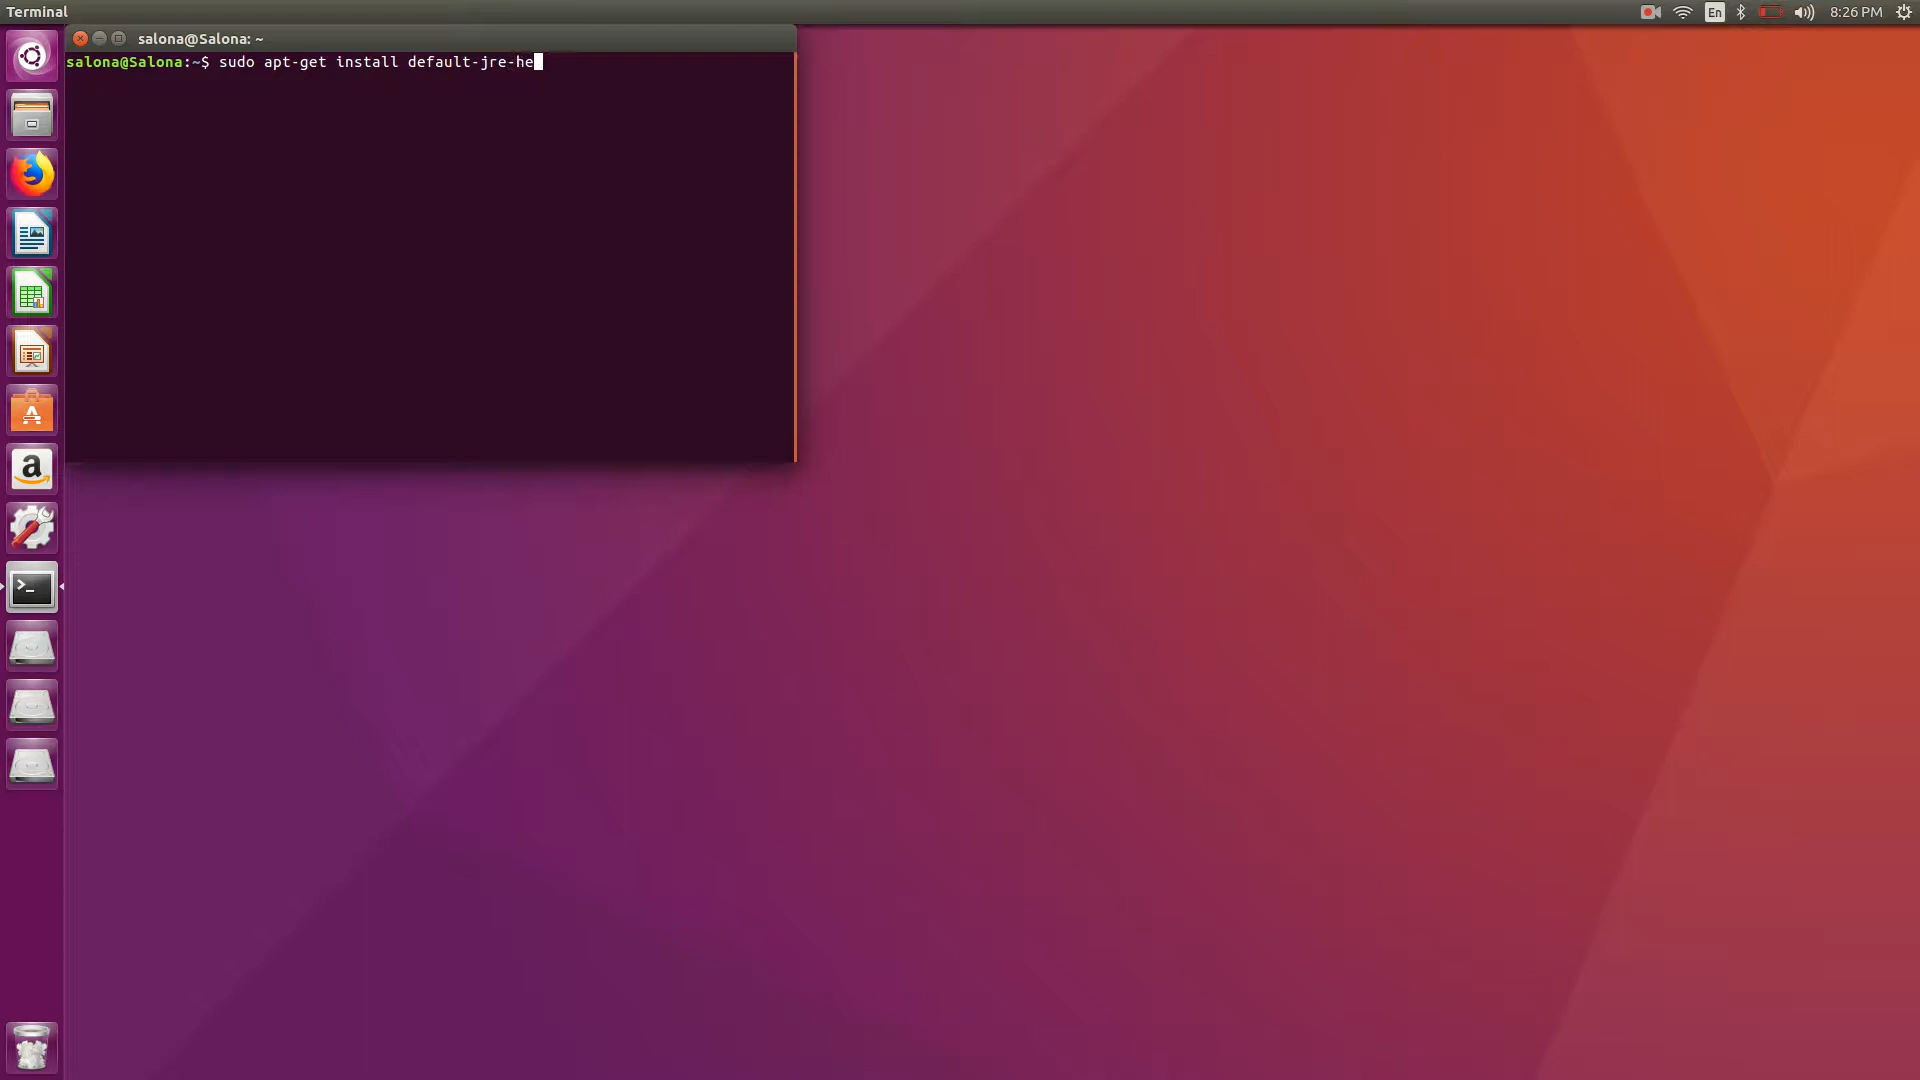 Terminal
En
8:26 PM
salona@Salona: ~
salona@Salona:~$ sudo apt-get install default-jre-he